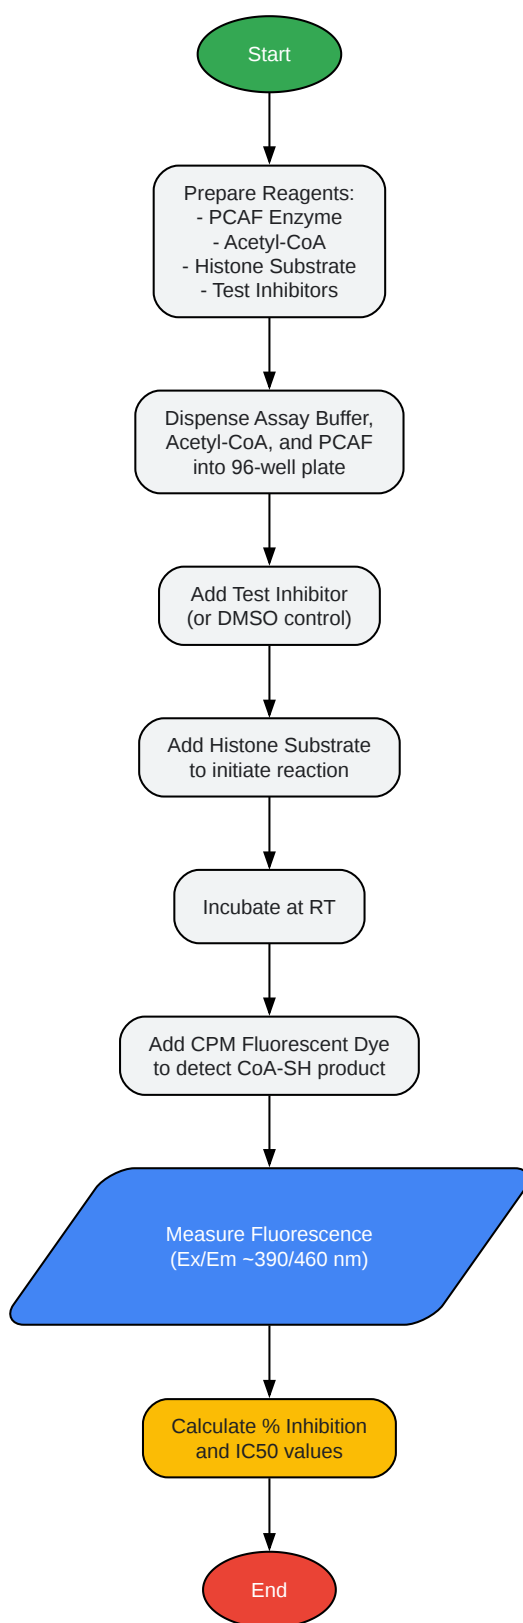 Start
Prepare Reagents:
- PCAF Enzyme
- Acetyl-CoA
- Histone Substrate
- Test Inhibitors
Dispense Assay Buffer,
Acetyl-CoA, and PCAF
into 96-well plate
Add Test Inhibitor
(or DMSO control)
Add Histone Substrate
to initiate reaction
Incubate at RT
Add CPM Fluorescent Dye
to detect CoA-SH product
Measure Fluorescence
(Ex/Em ~390/460 nm)
Calculate % Inhibition
and IC50 values
End